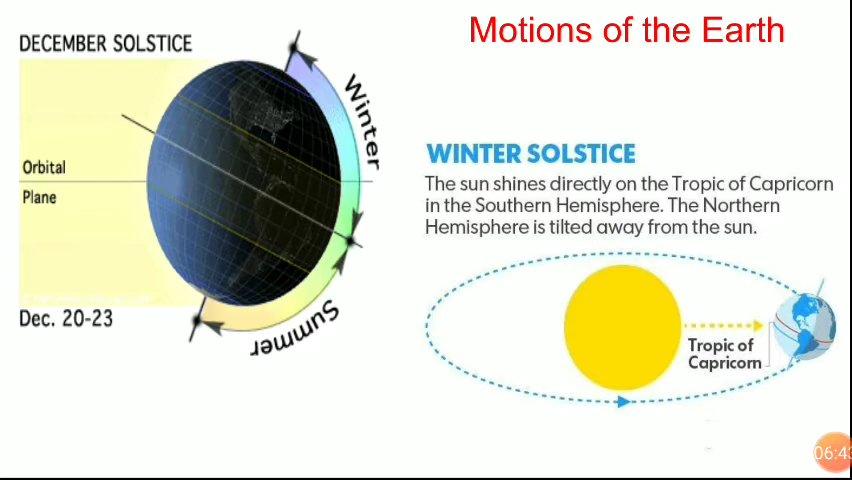 Motions of the Earth
DECEMBER SOLSTICE
Winter
Orbital
Plane
Summer
Dec. 20-23
WINTER SOLSTICE
The sun shines directly on the Tropic of Capricorn
in the Southern Hemisphere. The Northern
Hemisphere is tilted away from the sun.
Tropic of
Capricorn
06:43